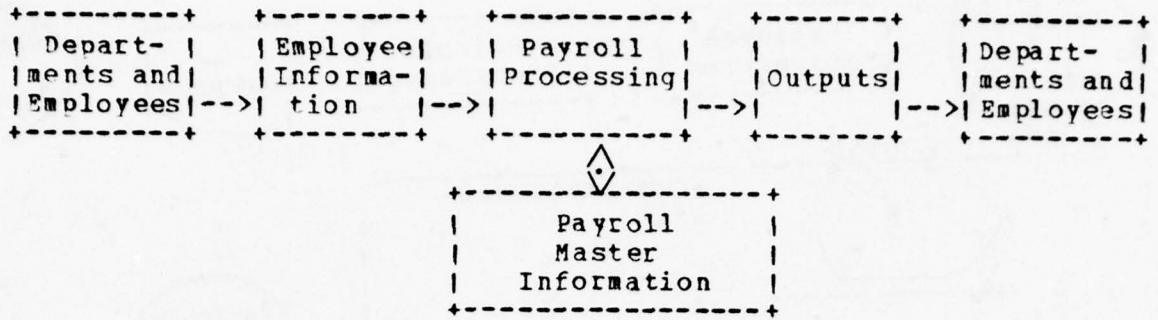 Depart-
ments and
Employees
Employee
Informa-
tion
Payroll
Processing
Outputs
Depart-
ments and
Employees
Payroll
Master
Information